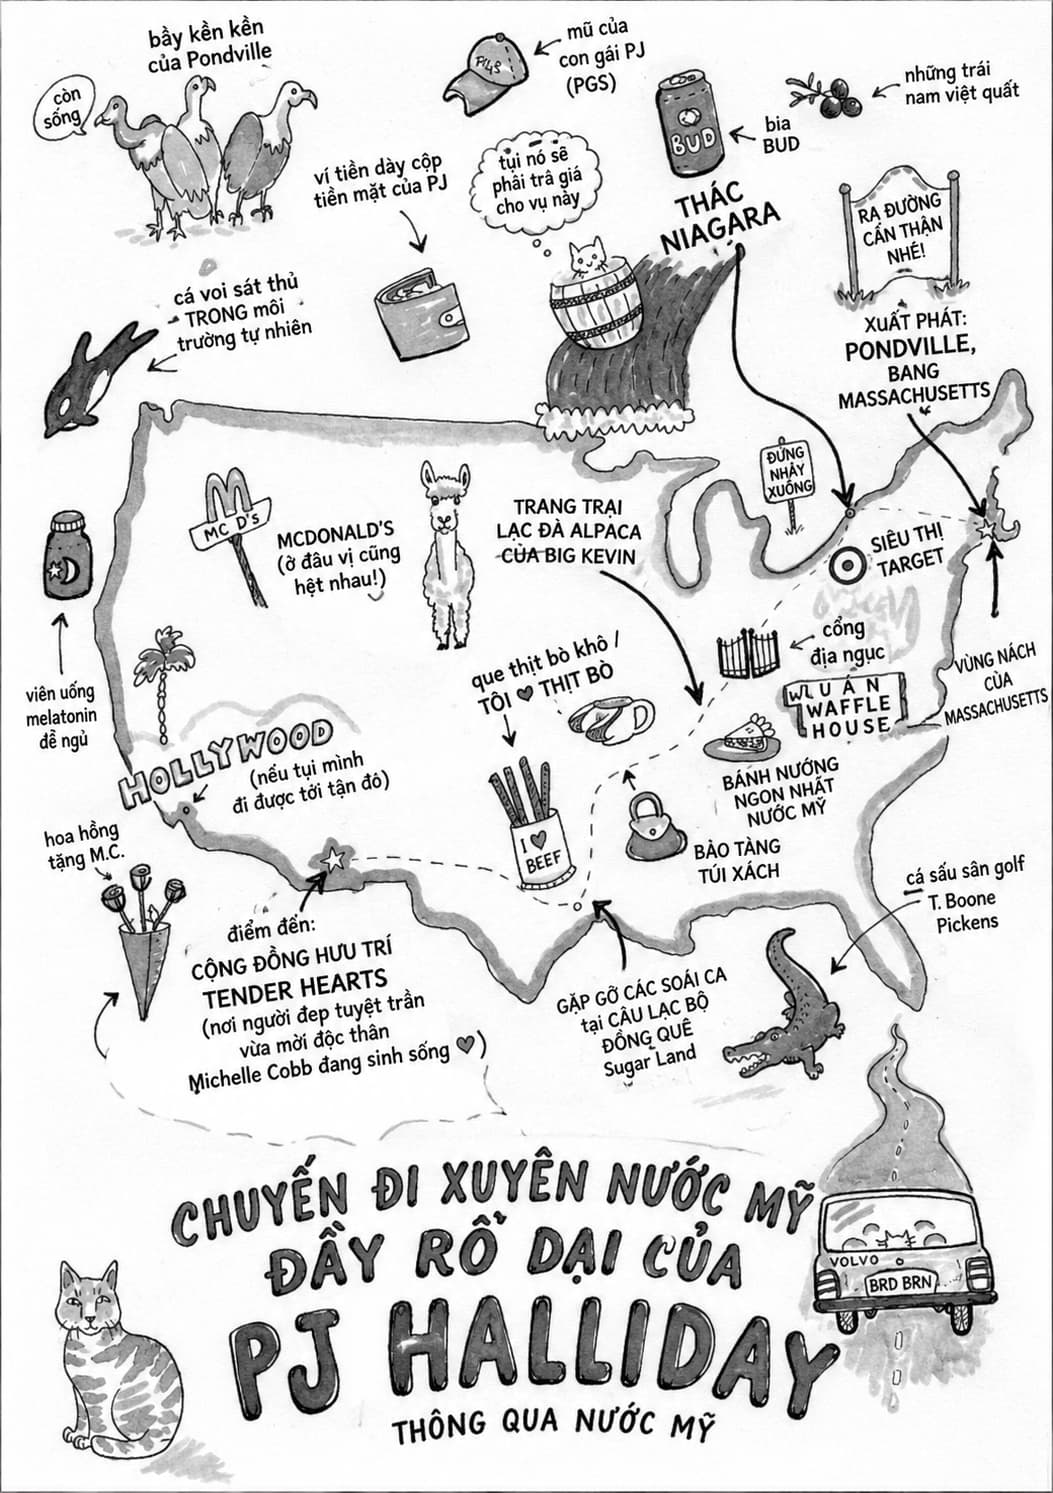 bầy kền kền
của Pondville
còn
sống
mũ của
con gái PJ
(PGS)
PGS
BUD
bia
BUD
những trái
nam việt quất
ví tiền dày cộp
tiền mặt của PJ
tụi nó sẽ
phải trả giá
cho vụ này
THÁC
NIAGARA
RA ĐƯỜNG
CẨN THẬN
NHÉ!
XUẤT PHÁT:
PONDVILLE,
BANG
MASSACHUSETTS
cá voi sát thủ
TRONG môi
trường tự nhiên
ĐỪNG
NHẢY
XUỐNG
MC D's
MCDONALD'S
(ở đâu vị cũng
hệt nhau!)
TRANG TRẠI
LẠC ĐÀ ALPACA
CỦA BIG KEVIN
SIÊU THỊ
TARGET
cổng
địa ngục
VÙNG NÁCH
CỦA
MASSACHUSETTS
viên uống
melatonin
để ngủ
que thịt bò khô /
TÔI ♥ THỊT BÒ
WAFFLE
HOUSE
HOLLYWOOD
(nếu tụi mình
đi được tới tận đó)
BÁNH NƯỚNG
NGON NHẤT
NƯỚC MỸ
I ♥
BEEF
BẢO TÀNG
TÚI XÁCH
hoa hồng
tặng M.C.
cá sấu sân golf
T. Boone
Pickens
điểm đến:
CỘNG ĐỒNG HƯU TRÍ
TENDER HEARTS
(nơi người đẹp tuyệt trần
vừa mới độc thân
Michelle Cobb đang sinh sống ♥)
GẶP GỠ CÁC SOÁI CA
tại CÂU LẠC BỘ
ĐỒNG QUÊ
Sugar Land
CHUYẾN ĐI XUYÊN NƯỚC MỸ
ĐẦY RỒ DẠI CỦA
PJ HALLIDAY
THÔNG QUA NƯỚC MỸ
VOLVO
BRD BRN